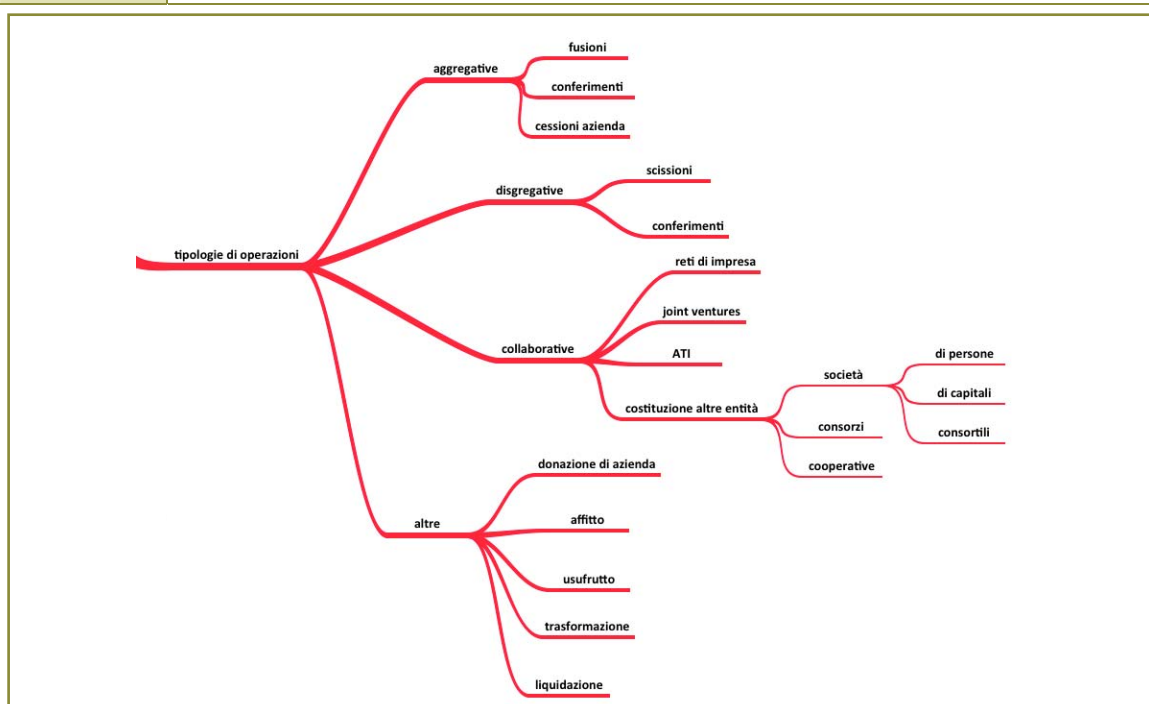 tipologie di operazioni
aggregative
fusioni
conferimenti
cessioni azienda
disgregative
scissioni
conferimenti
collaborative
reti di impresa
joint ventures
ATI
costituzione altre entità
società
di persone
di capitali
consortili
consorzi
cooperative
altre
donazione di azienda
affitto
usufrutto
trasformazione
liquidazione